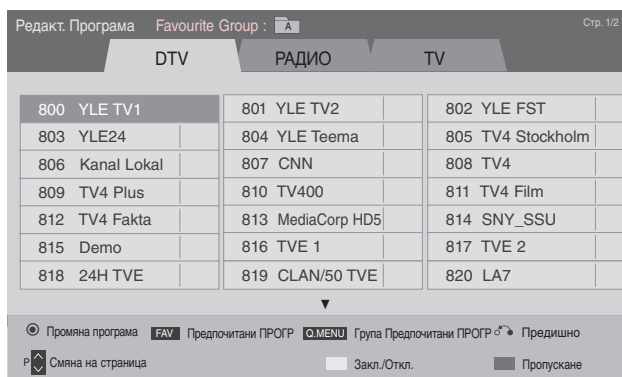 Редакт. Програма Favourite Group : A Стр. 1/2
DTV РАДИО TV
800 YLE TV1 801 YLE TV2 802 YLE FST
803 YLE24 804 YLE Teema 805 TV4 Stockholm
806 Kanal Lokal 807 CNN 808 TV4
809 TV4 Plus 810 TV400 811 TV4 Film
812 TV4 Fakta 813 MediaCorp HD5 814 SNY_SSU
815 Demo 816 TVE 1 817 TVE 2
818 24H TVE 819 CLAN/50 TVE 820 LA7
Промяна програма FAV Предпочитани ПРОГР Q.MENU Група Предпочитани ПРОГР Предишно
P Смяна на страница Закл./Откл. Пропускане